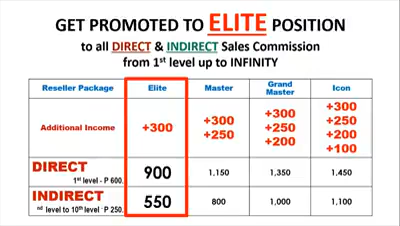 GET PROMOTED TO ELITE POSITION
to all DIRECT & INDIRECT Sales Commission
from 1st level up to INFINITY
Reseller Package Elite Master Grand Master Icon
Additional Income +300 +300 +250 +300 +250 +200 +300 +250 +200 +100
DIRECT
1st level - P 600. 900 1,150 1,350 1,450
INDIRECT
nd level to 10th level P 250. 550 800 1,000 1,100